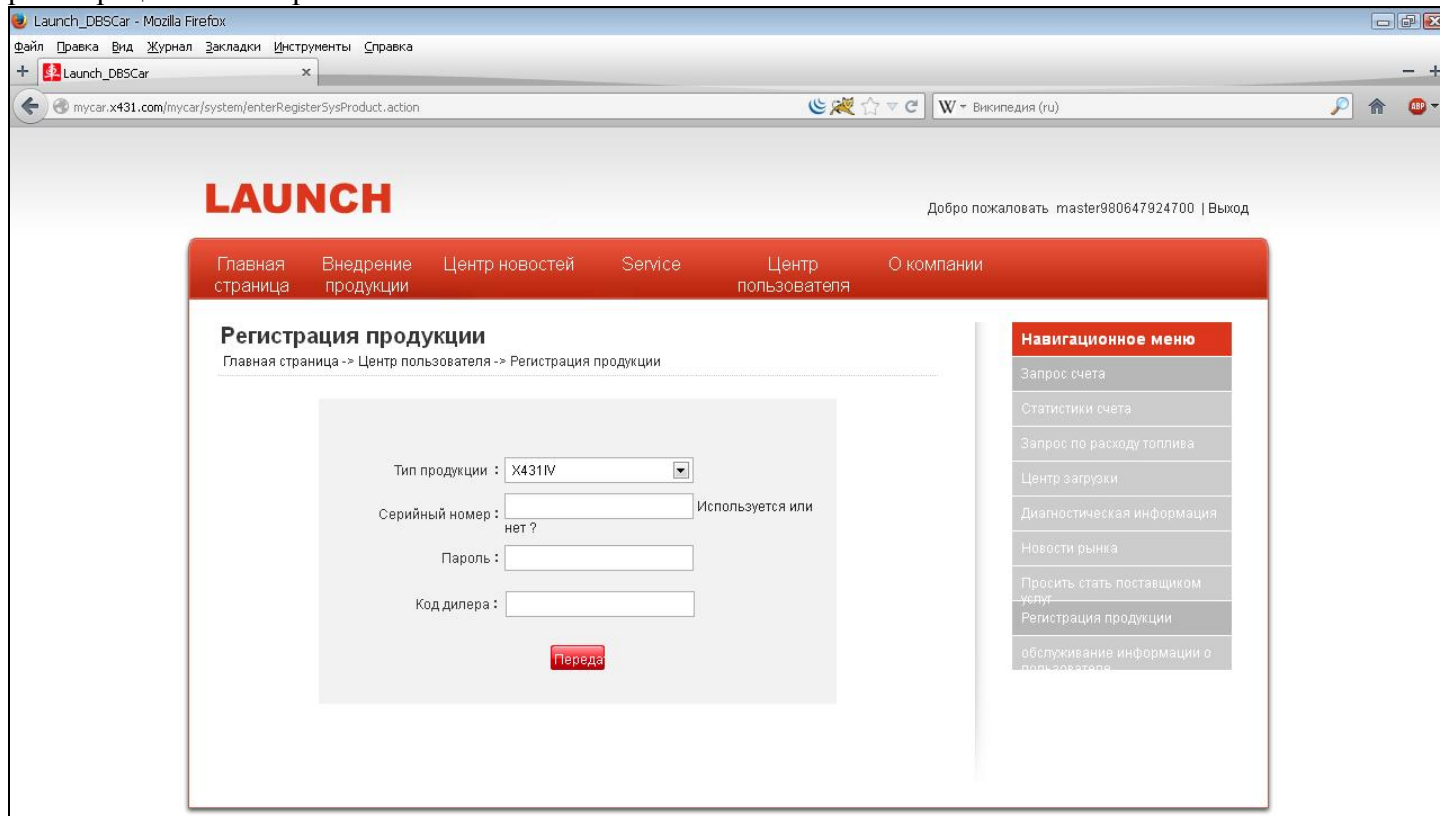 Launch_DBSCar - Mozilla Firefox
Файл Правка Вид Журнал Закладки Инструменты Справка
Launch_DBSCar
mycar.x431.com/mycar/system/enterRegisterSysProduct.action
W Википедия (ru)
ABP
LAUNCH
Добро пожаловать master980647924700 | Выход
Главная страница
Внедрение продукции
Центр новостей
Service
Центр пользователя
О компании
Регистрация продукции
Главная страница -> Центр пользователя -> Регистрация продукции
Тип продукции : X431IV
Серийный номер : Используется или
нет ?
Пароль :
Код дилера :
Переда
Навигационное меню
Запрос счета
Статистики счета
Запрос по расходу топлива
Центр загрузки
Диагностическая информация
Новости рынка
Просить стать поставщиком
услуг
Регистрация продукции
обслуживание информации о
пользователе